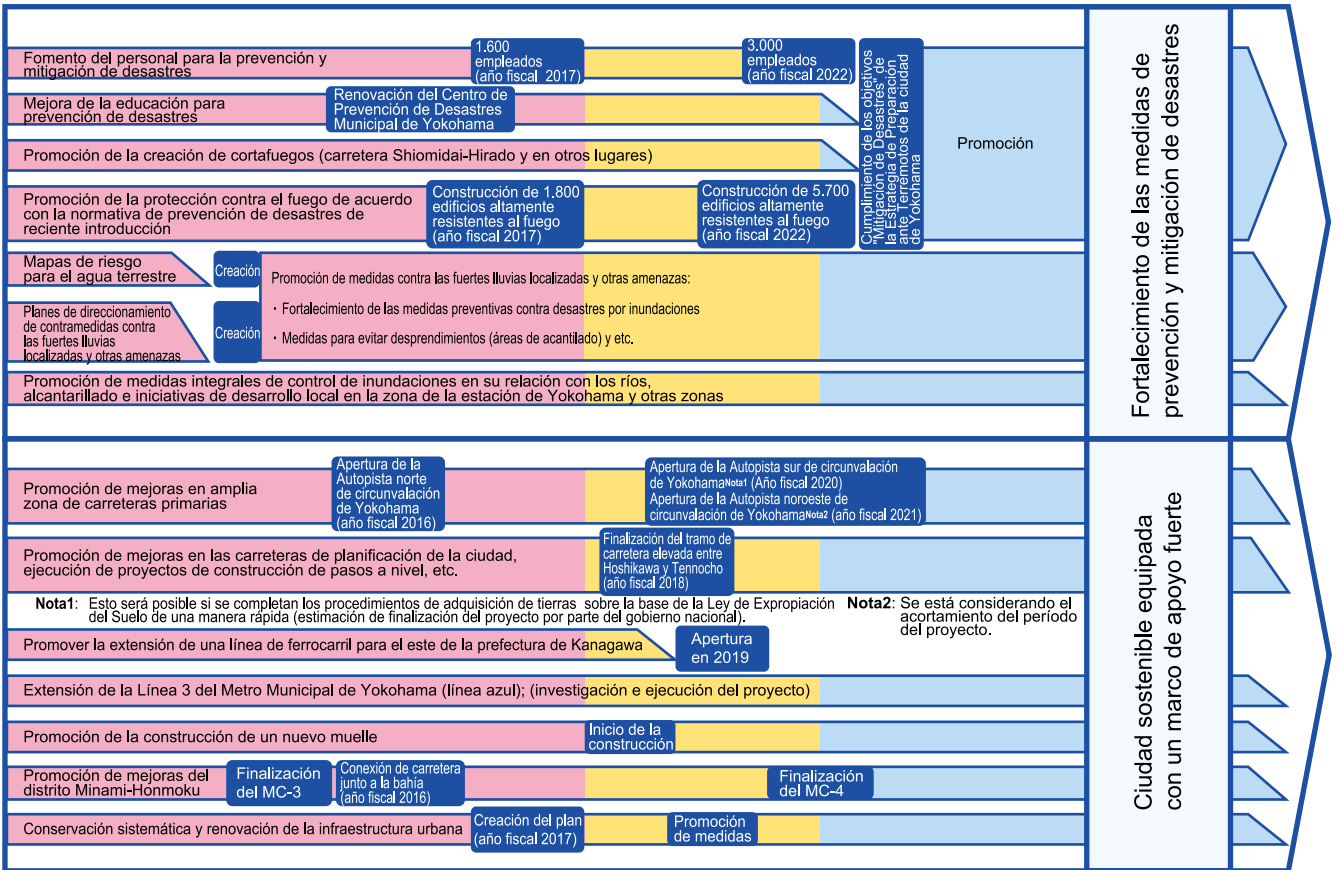 Fomento del personal para la prevención y
mitigación de desastres
1.600
empleados
(año fiscal 2017)
3.000
empleados
(año fiscal 2022)
Mejora de la educación para
prevención de desastres
Renovación del Centro de
Prevención de Desastres
Municipal de Yokohama
Promoción de la creación de cortafuegos (carretera Shiomidai-Hirado y en otros lugares)
Promoción de la protección contra el fuego de acuerdo
con la normativa de prevención de desastres de
reciente introducción
Construcción de 1.800
edificios altamente
resistentes al fuego
(año fiscal 2017)
Construcción de 5.700
edificios altamente
resistentes al fuego
(año fiscal 2022)
Cumplimiento de los objetivos
"Mitigación de Desastres" de
la Estrategia de Preparación
ante Terremotos de la ciudad
de Yokohama
Promoción
Mapas de riesgo
para el agua terrestre
Creación
Planes de direccionamiento
de contramedidas contra
las fuertes lluvias
localizadas y otras amenazas
Creación
Promoción de medidas contra las fuertes lluvias localizadas y otras amenazas:
・Fortalecimiento de las medidas preventivas contra desastres por inundaciones
・Medidas para evitar desprendimientos (áreas de acantilado) y etc.
Promoción de medidas integrales de control de inundaciones en su relación con los ríos,
alcantarillado e iniciativas de desarrollo local en la zona de la estación de Yokohama y otras zonas
Fortalecimiento de las medidas de
prevención y mitigación de desastres
Promoción de mejoras en amplia
zona de carreteras primarias
Apertura de la
Autopista norte
de circunvalación
de Yokohama
(año fiscal 2016)
Apertura de la Autopista sur de circunvalación
de YokohamaNota1 (Año fiscal 2020)
Apertura de la Autopista noroeste de
circunvalación de YokohamaNota2 (año fiscal 2021)
Promoción de mejoras en las carreteras de planificación de la ciudad,
ejecución de proyectos de construcción de pasos a nivel, etc.
Finalización del tramo de
carretera elevada entre
Hoshikawa y Tennocho
(año fiscal 2018)
Nota1: Esto será posible si se completan los procedimientos de adquisición de tierras sobre la base de la Ley de Expropiación
del Suelo de una manera rápida (estimación de finalización del proyecto por parte del gobierno nacional).
Nota2: Se está considerando el
acortamiento del período
del proyecto.
Promover la extensión de una línea de ferrocarril para el este de la prefectura de Kanagawa
Apertura
en 2019
Extensión de la Línea 3 del Metro Municipal de Yokohama (línea azul); (investigación e ejecución del proyecto)
Promoción de la construcción de un nuevo muelle
Inicio de la
construcción
Promoción de mejoras del
distrito Minami-Honmoku
Finalización
del MC-3
Conexión de carretera
junto a la bahía
(año fiscal 2016)
Finalización
del MC-4
Conservación sistemática y renovación de la infraestructura urbana
Creación del plan
(año fiscal 2017)
Promoción
de medidas
Ciudad sostenible equipada
con un marco de apoyo fuerte